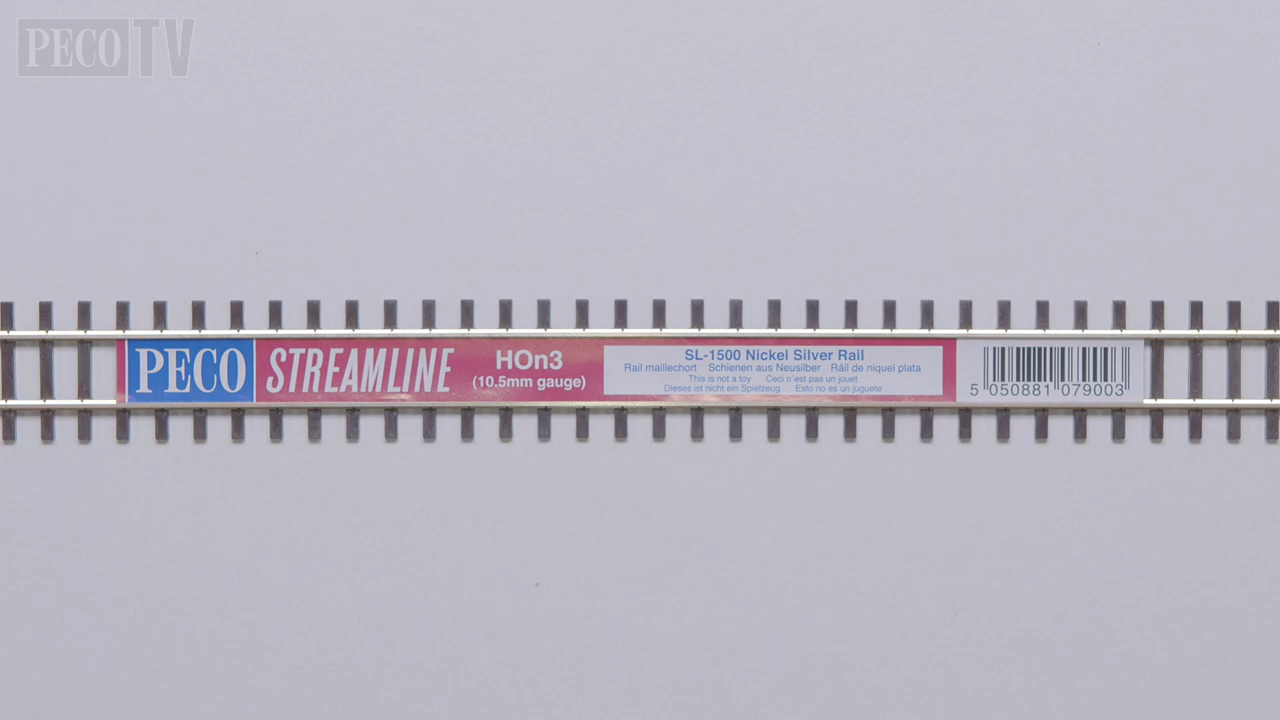 PECO TV
PECO STREAMLINE HOn3
(10.5mm gauge)
SL-1500 Nickel Silver Rail
Rail maillechort Schienen aus Neusilber Ráil de niquel plata
This is not a toy Ceci n´est pas un jouet
Dieses ist nicht ein Spielzeug Esto no es un juguete
5 050881 079003